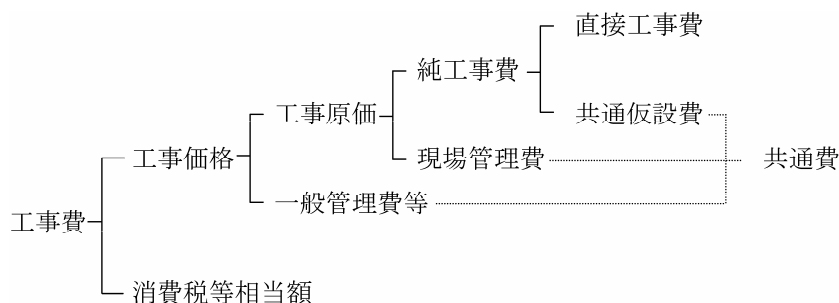 直接工事費
純工事費
工事原価
共通仮設費
工事価格
現場管理費
共通費
一般管理費等
工事費
消費税等相当額